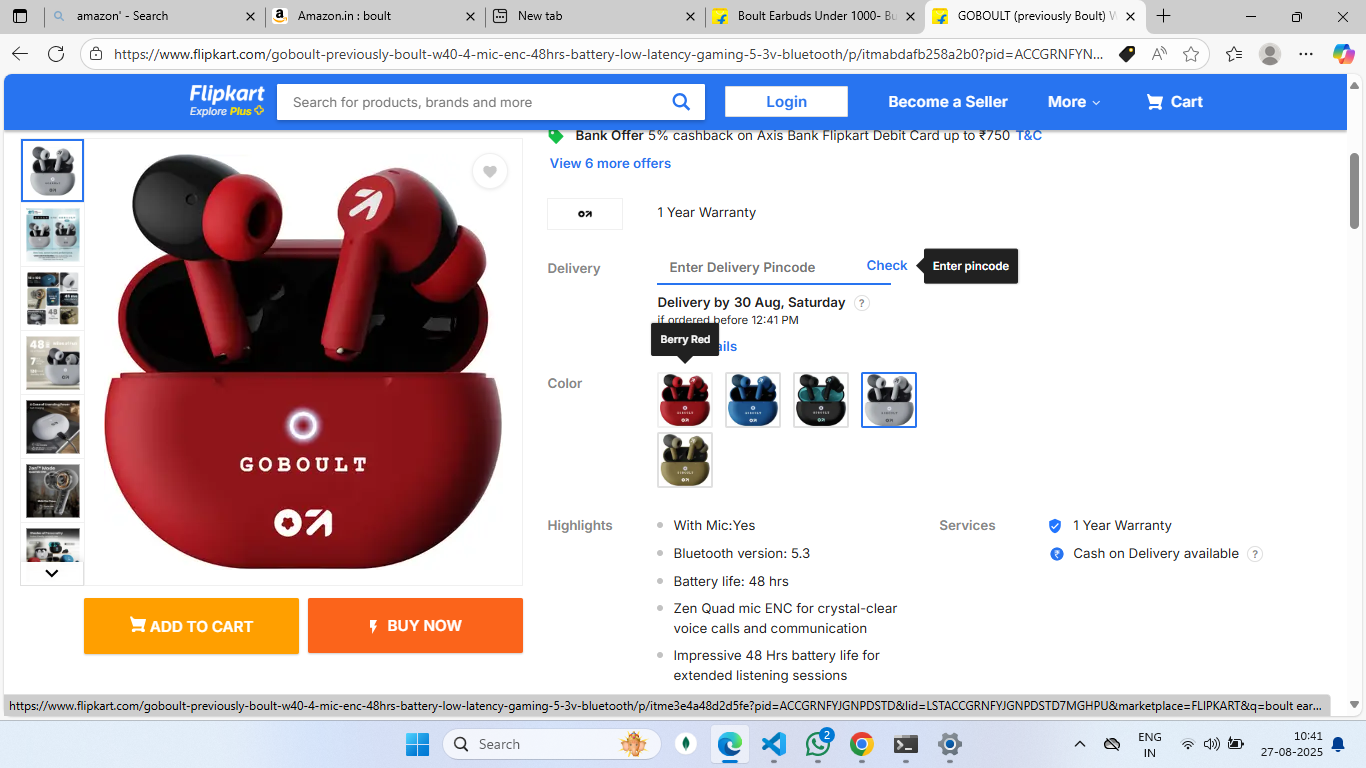 amazon' - Search
Amazon.in : boult
New tab
Boult Earbuds Under 1000- Bu
GOBOULT (previously Boult) W
https://www.flipkart.com/goboult-previously-boult-w40-4-mic-enc-48hrs-battery-low-latency-gaming-5-3v-bluetooth/p/itmabdafb258a2b0?pid=ACCGRNFYN...
Flipkart
Explore Plus
Search for products, brands and more
Login
Become a Seller
More
Cart
Bank Offer 5% cashback on Axis Bank Flipkart Debit Card up to ₹750 T&C
View 6 more offers
1 Year Warranty
Delivery
Enter Delivery Pincode
Check
Enter pincode
Delivery by 30 Aug, Saturday ?
if ordered before 12:41 PM
Berry Red
ails
Color
GOBOULT
Highlights
With Mic:Yes
Bluetooth version: 5.3
Battery life: 48 hrs
Zen Quad mic ENC for crystal-clear
voice calls and communication
Impressive 48 Hrs battery life for
extended listening sessions
Services
1 Year Warranty
Cash on Delivery available ?
ADD TO CART
BUY NOW
https://www.flipkart.com/goboult-previously-boult-w40-4-mic-enc-48hrs-battery-low-latency-gaming-5-3v-bluetooth/p/itme3e4a48d2d5fe?pid=ACCGRNFYJGNPDSTD&lid=LSTACCGRNFYJGNPDSTD7MGHPU&marketplace=FLIPKART&q=boult ear...
Search
2
ENG
IN
10:41
27-08-2025